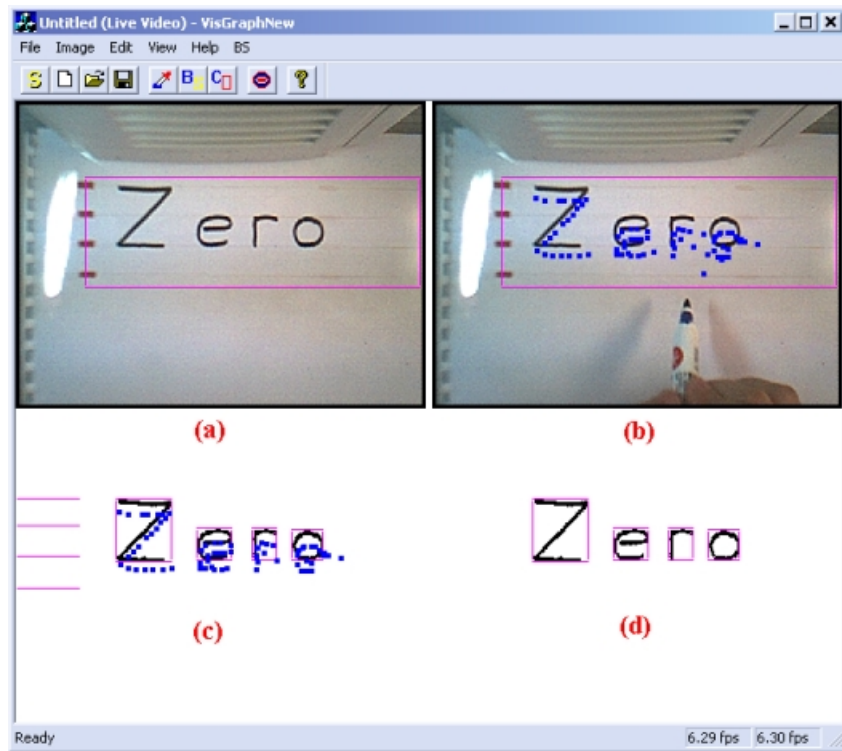 Untitled (Live Video) - VisGraphNew
File Image Edit View Help BS
S B C ?
Zero Zero
(a) (b)
Zero Zero
(c) (d)
Ready 6.29 fps 6.30 fps